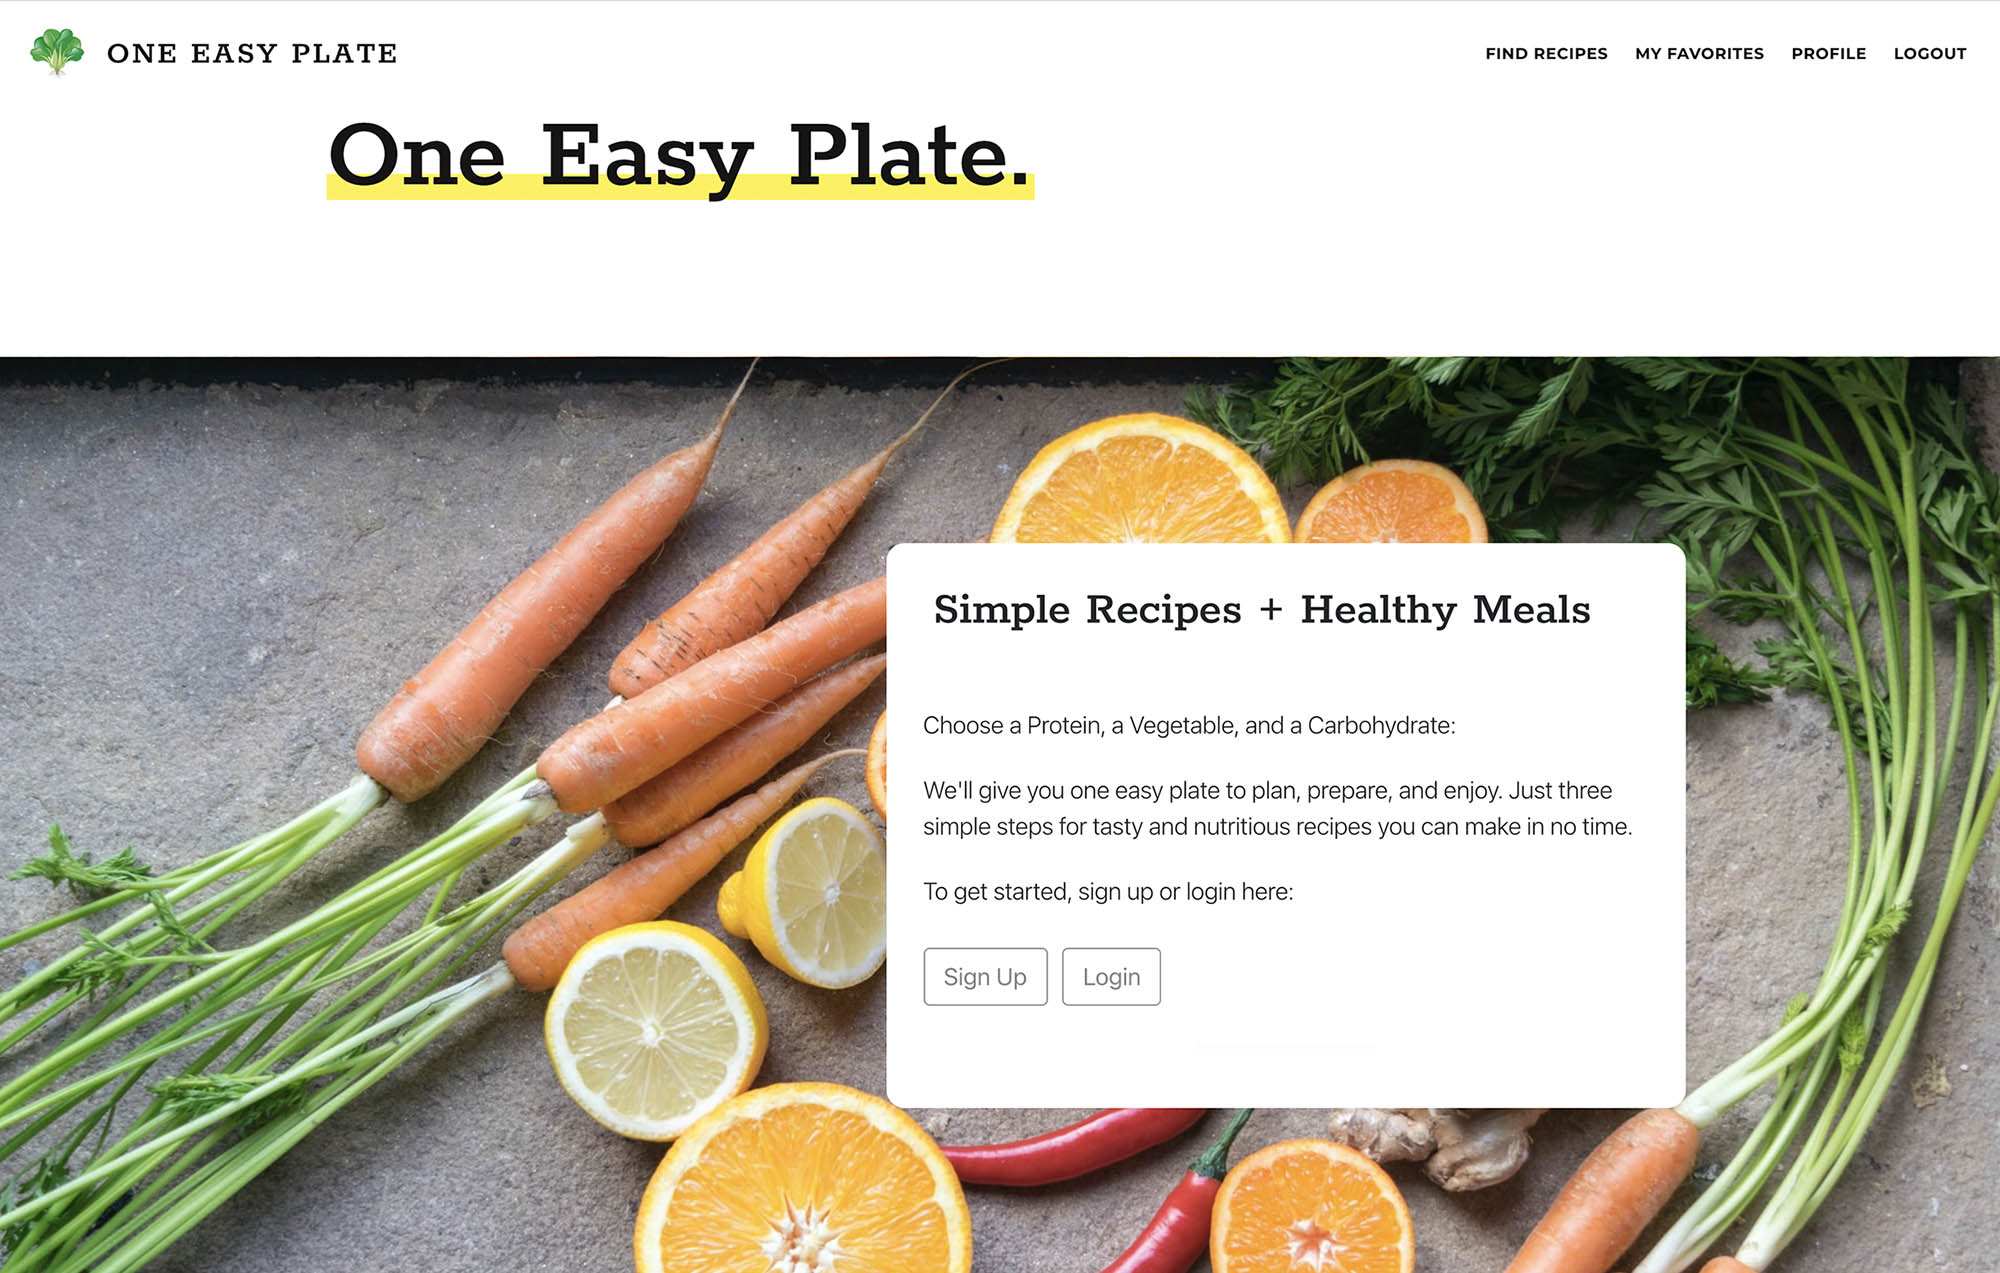 ONE EASY PLATE
FIND RECIPES MY FAVORITES PROFILE LOGOUT
One Easy Plate.
Simple Recipes + Healthy Meals
Choose a Protein, a Vegetable, and a Carbohydrate:
We'll give you one easy plate to plan, prepare, and enjoy. Just three
simple steps for tasty and nutritious recipes you can make in no time.
To get started, sign up or login here:
Sign Up Login